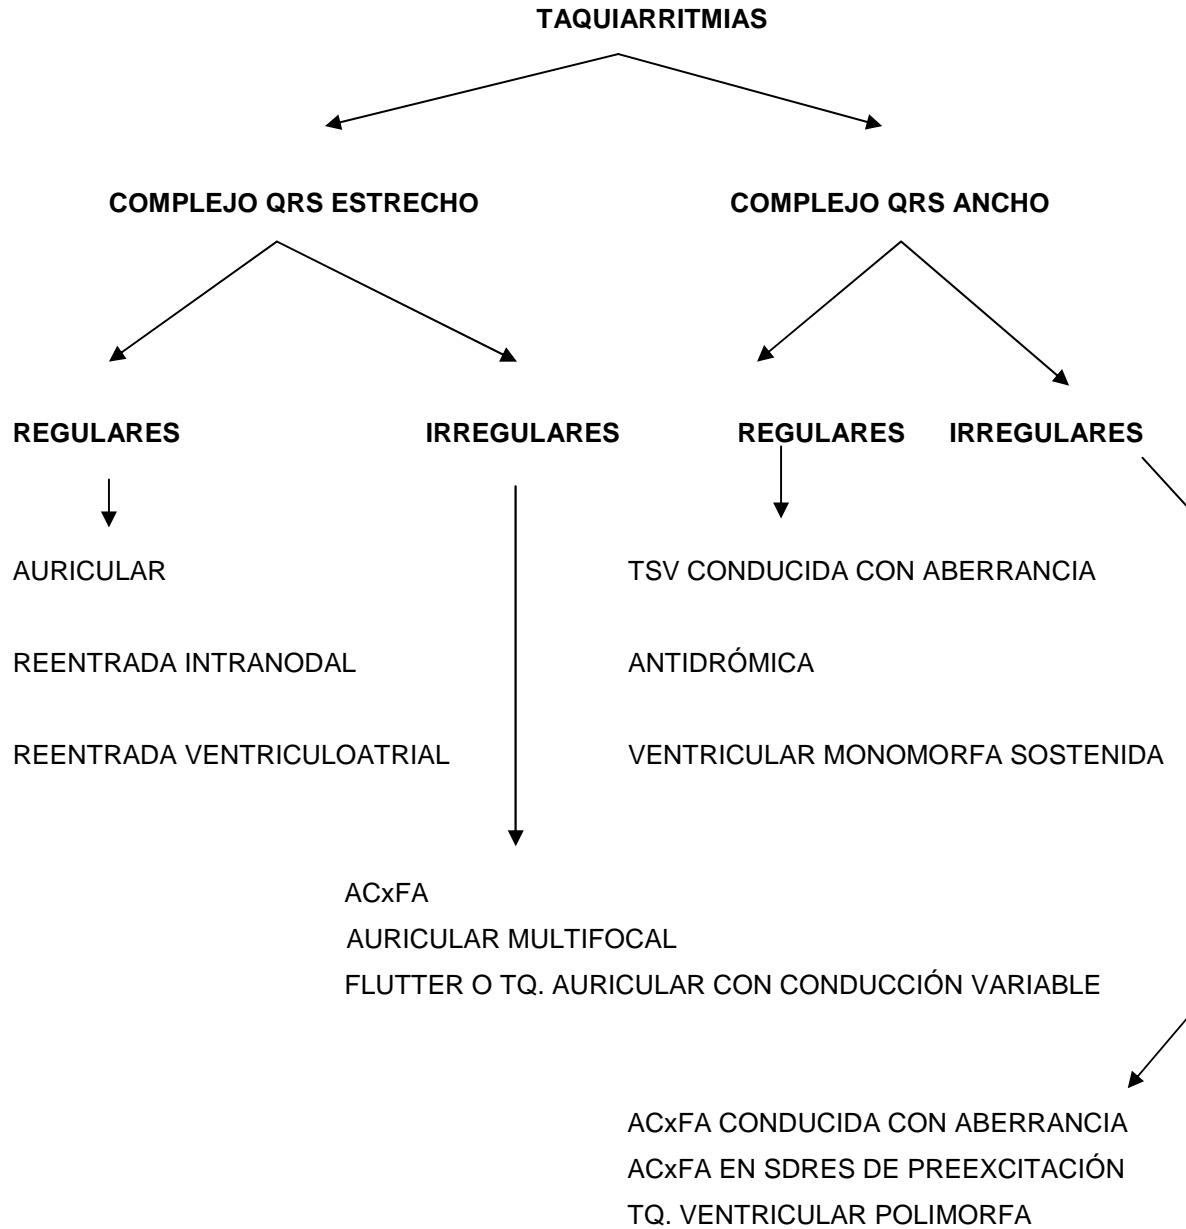 TAQUIARRITMIAS
COMPLEJO QRS ESTRECHO
COMPLEJO QRS ANCHO
REGULARES
IRREGULARES
REGULARES
IRREGULARES
AURICULAR
TSV CONDUCIDA CON ABERRANCIA
REENTRADA INTRANODAL
ANTIDRÓMICA
REENTRADA VENTRICULOATRIAL
VENTRICULAR MONOMORFA SOSTENIDA
ACxFA
AURICULAR MULTIFOCAL
FLUTTER O TQ. AURICULAR CON CONDUCCIÓN VARIABLE
ACxFA CONDUCIDA CON ABERRANCIA
ACxFA EN SDRES DE PREEXCITACIÓN
TQ. VENTRICULAR POLIMORFA